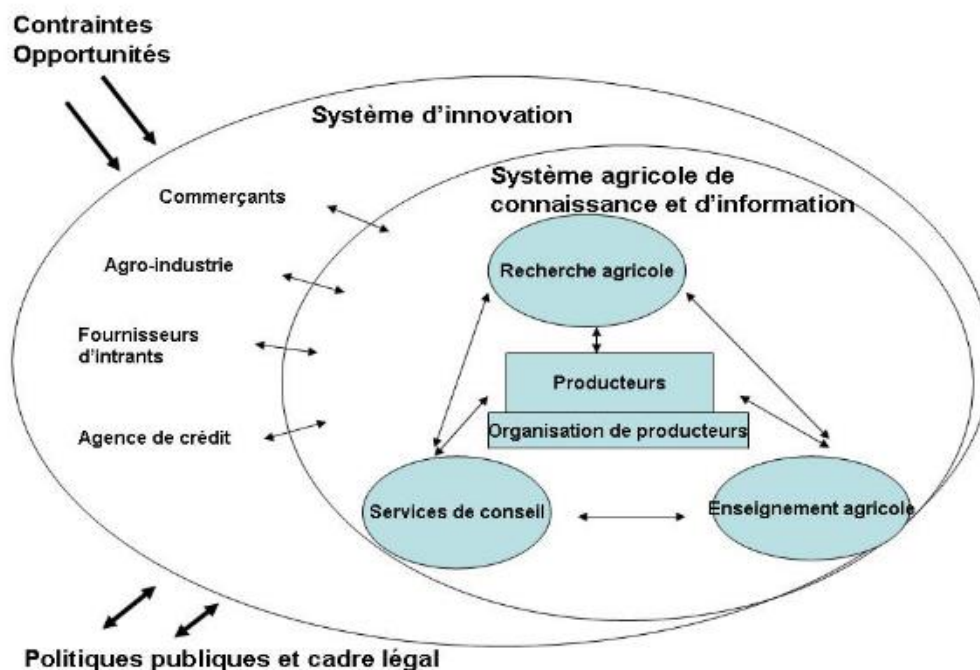 Contraintes
Opportunités
Système d'innovation
Système agricole de
connaissance et d'information
Commerçants
Recherche agricole
Agro-industrie
Fournisseurs
d'intrants
Producteurs
Organisation de producteurs
Agence de crédit
Services de conseil
Enseignement agricole
Politiques publiques et cadre légal